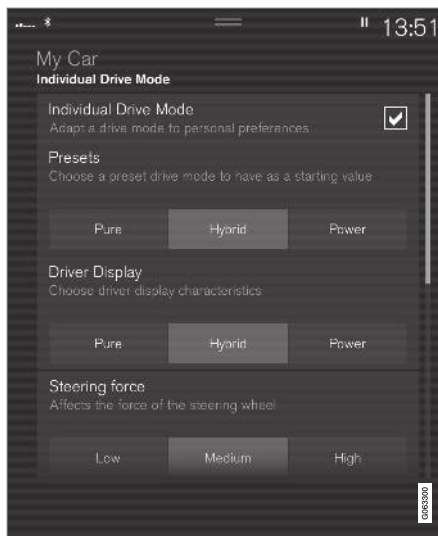 13:51
My Car
Individual Drive Mode
Individual Drive Mode
Adapt a drive mode to personal preferences
Presets
Choose a preset drive mode to have as a starting value
Pure Hybrid Power
Driver Display
Choose driver display characteristics
Pure Hybrid Power
Steering force
Affects the force of the steering wheel
Low Medium High
G063300